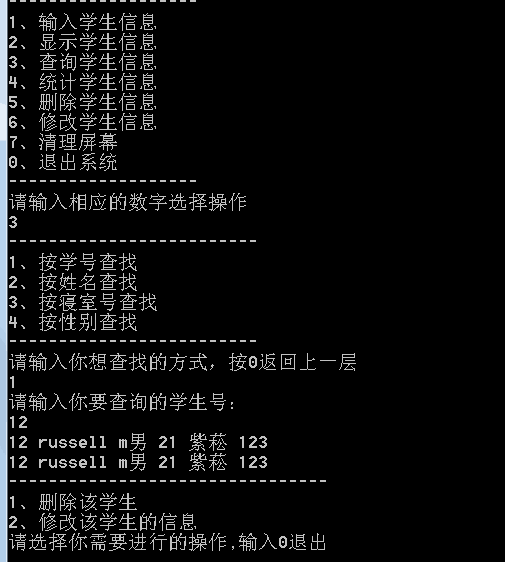 -------------------
1、输入学生信息
2、显示学生信息
3、查询学生信息
4、统计学生信息
5、删除学生信息
6、修改学生信息
7、清理屏幕
0、退出系统
-------------------
请输入相应的数字选择操作
3
-------------------------
1、按学号查找
2、按姓名查找
3、按寝室号查找
4、按性别查找
-------------------------
请输入你想查找的方式，按0返回上一层
1
请输入你要查询的学生号：
12
12 russell m男 21 紫菘 123
12 russell m男 21 紫菘 123
--------------------------------
1、删除该学生
2、修改该学生的信息
请选择你需要进行的操作,输入0退出